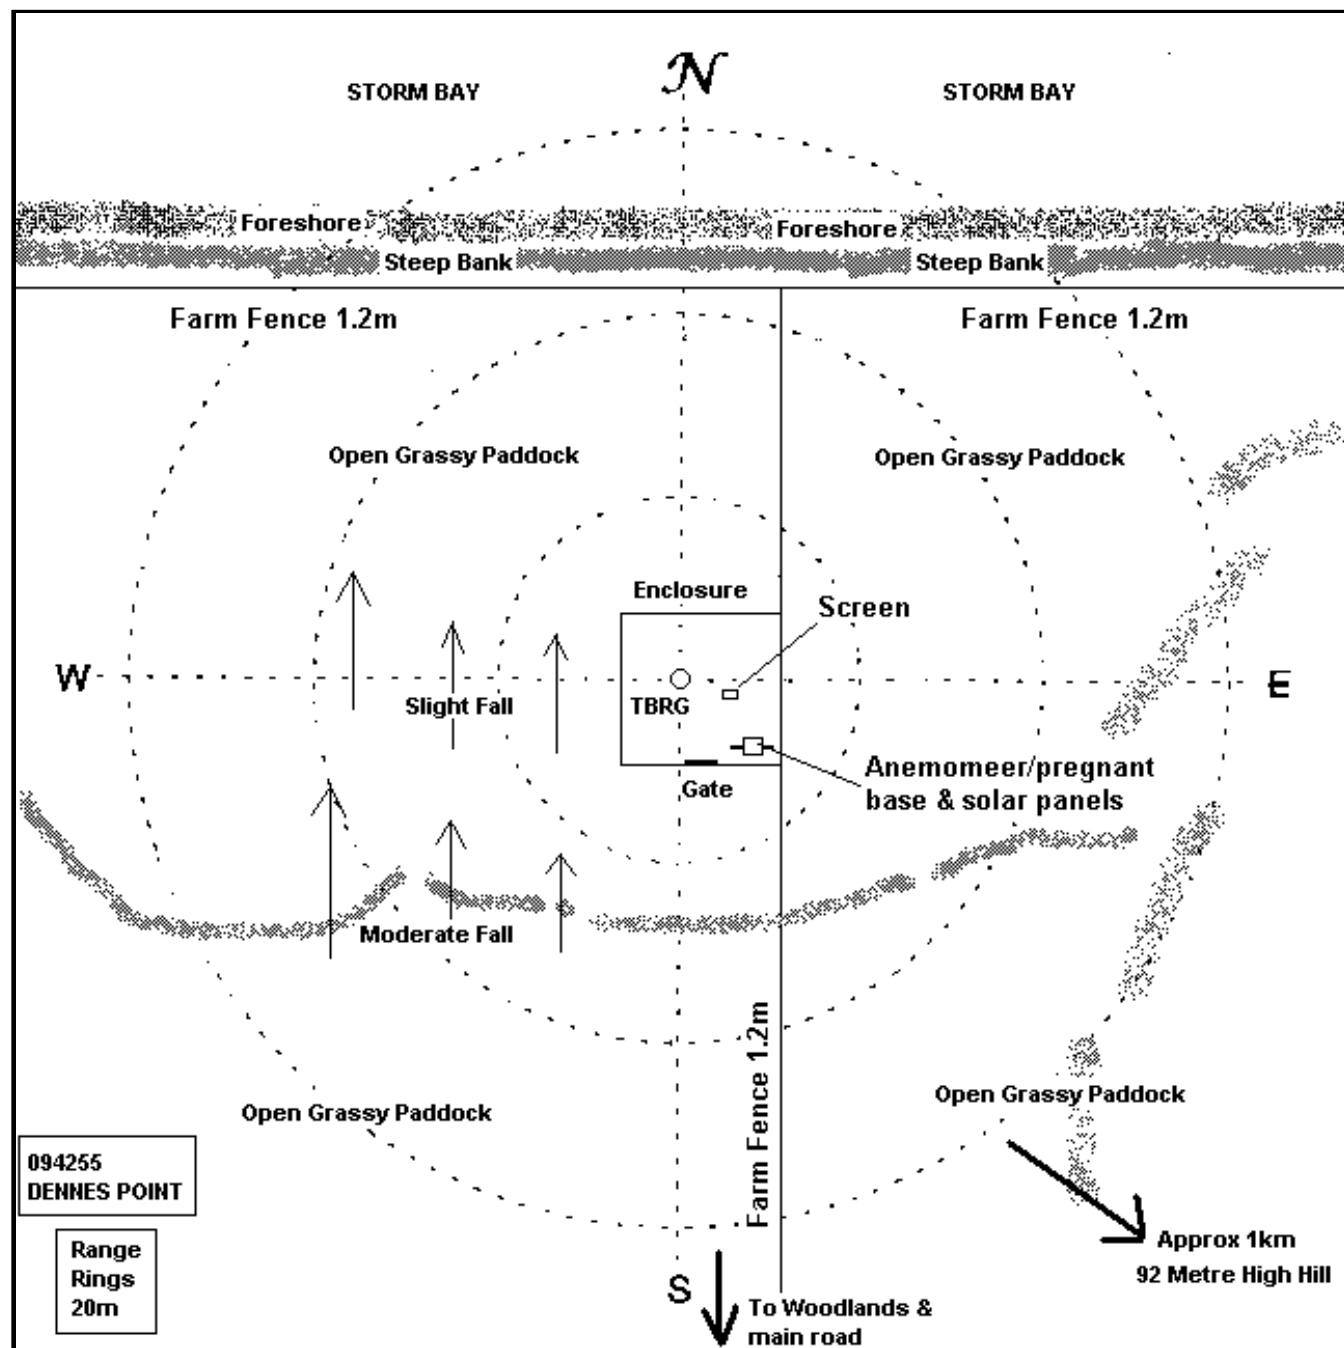 N
STORM BAY
STORM BAY
Foreshore
Foreshore
Steep Bank
Steep Bank
Farm Fence 1.2m
Farm Fence 1.2m
Open Grassy Paddock
Open Grassy Paddock
Enclosure
Screen
W
E
Slight Fall
TBRG
Anemomeer/pregnant
base & solar panels
Gate
Moderate Fall
Farm Fence 1.2m
Open Grassy Paddock
Open Grassy Paddock
094255
DENNES POINT
Range
Rings
20m
S
To Woodlands &
main road
Approx 1km
92 Metre High Hill